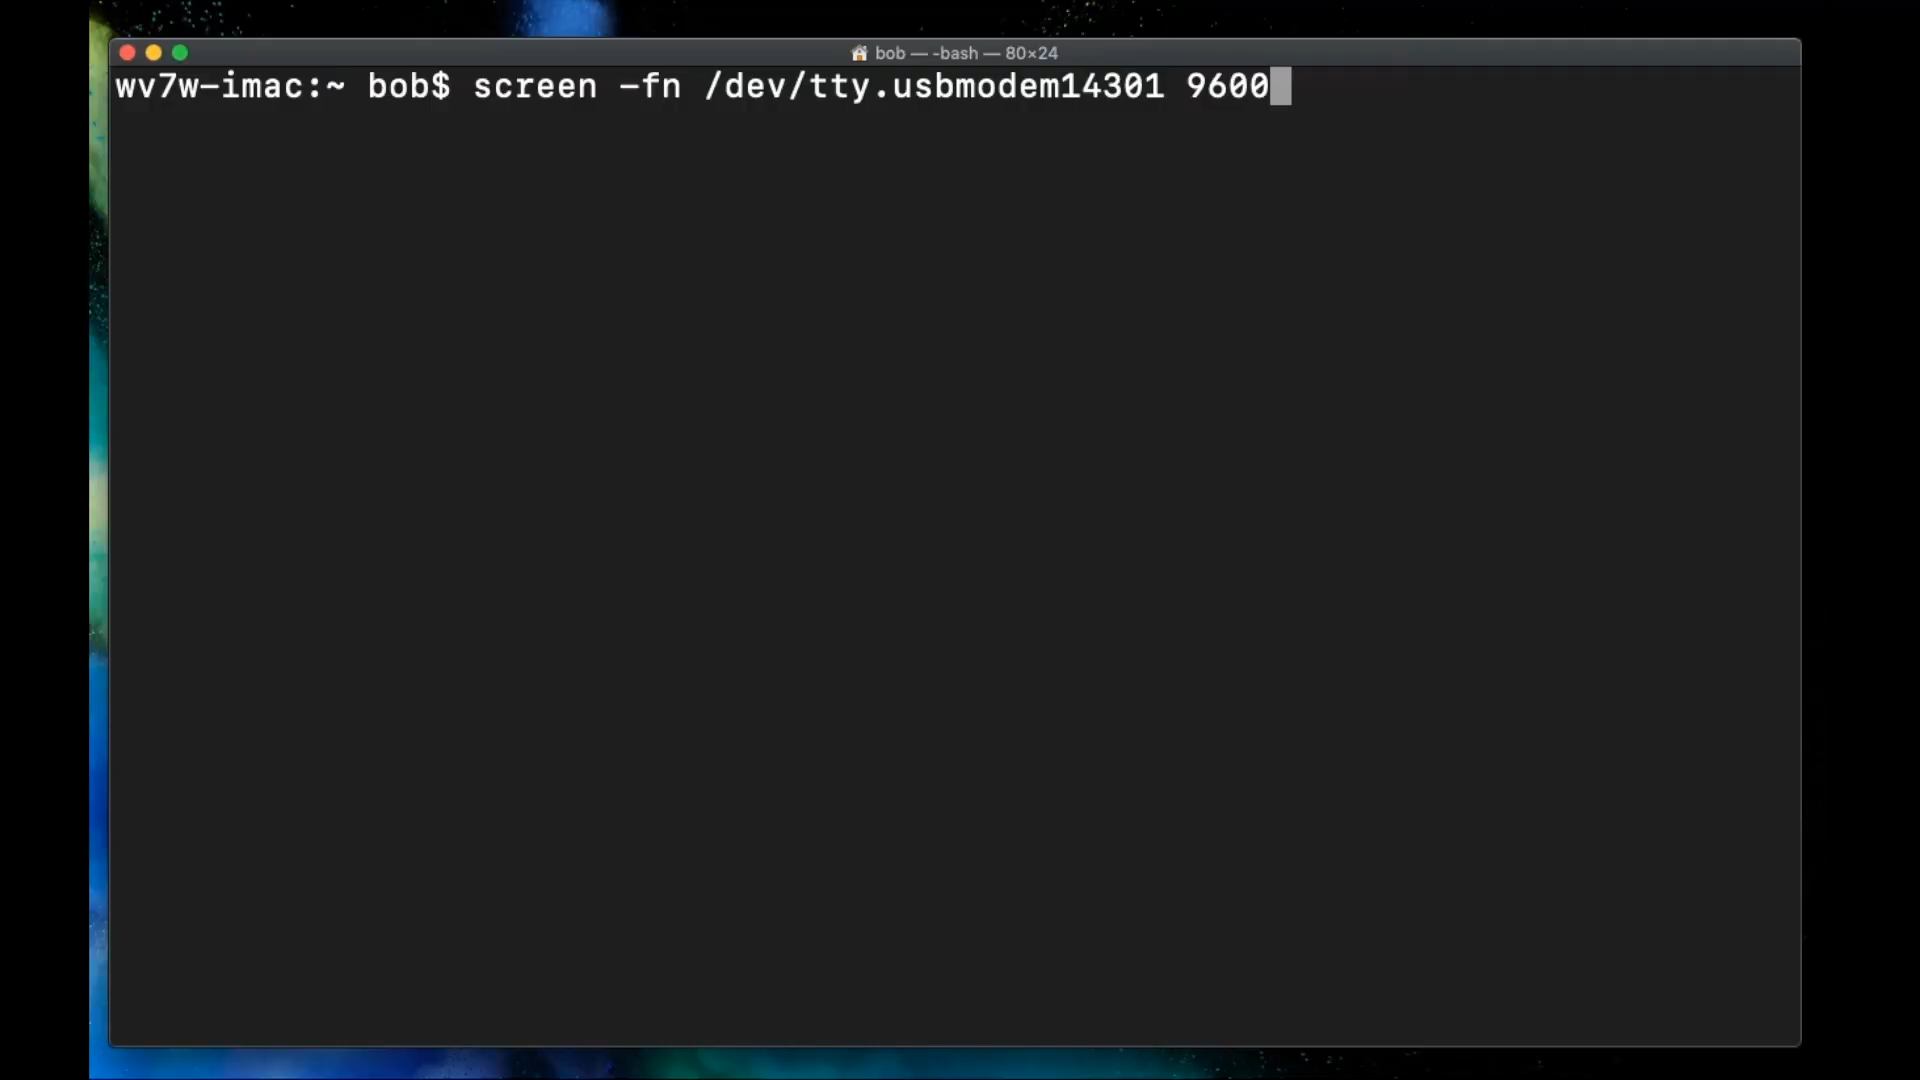 bob — -bash — 80×24
wv7w-imac:~ bob$ screen -fn /dev/tty.usbmodem14301 9600